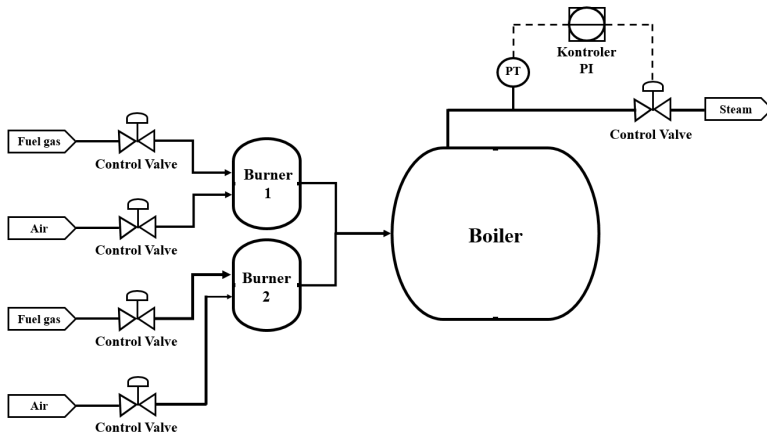 Kontroler
PI
PT
Steam
Control Valve
Fuel gas
Control Valve
Burner
1
Air
Control Valve
Boiler
Burner
2
Fuel gas
Control Valve
Air
Control Valve